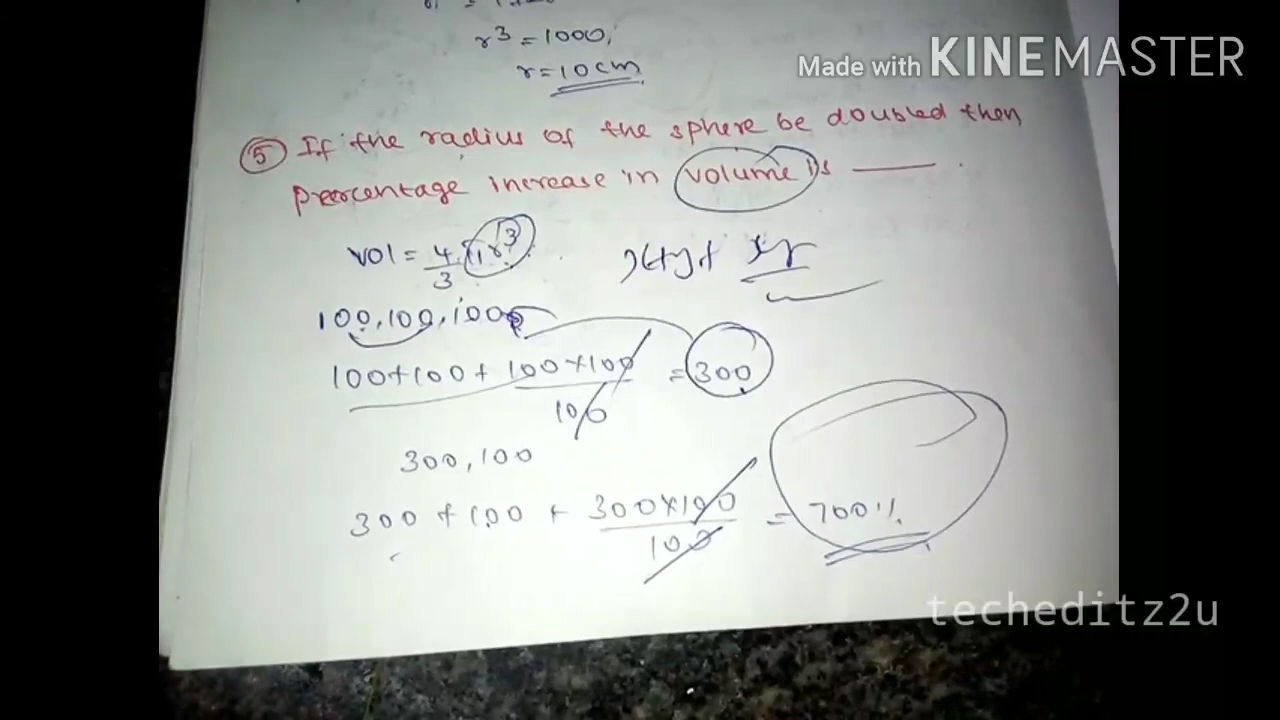 r³ = 1000,
r = 10 cm
Made with KINEMASTER
⑤ If the radius of the sphere be doubled then
preercentage increase in volume is ——— .
vol = 4/3 πr³
x+y+ xy
100, 100, 100
100+100 + 100×100/100 = 300
300, 100
300 + 100 + 300×100/100 = 700%
techeditz2u